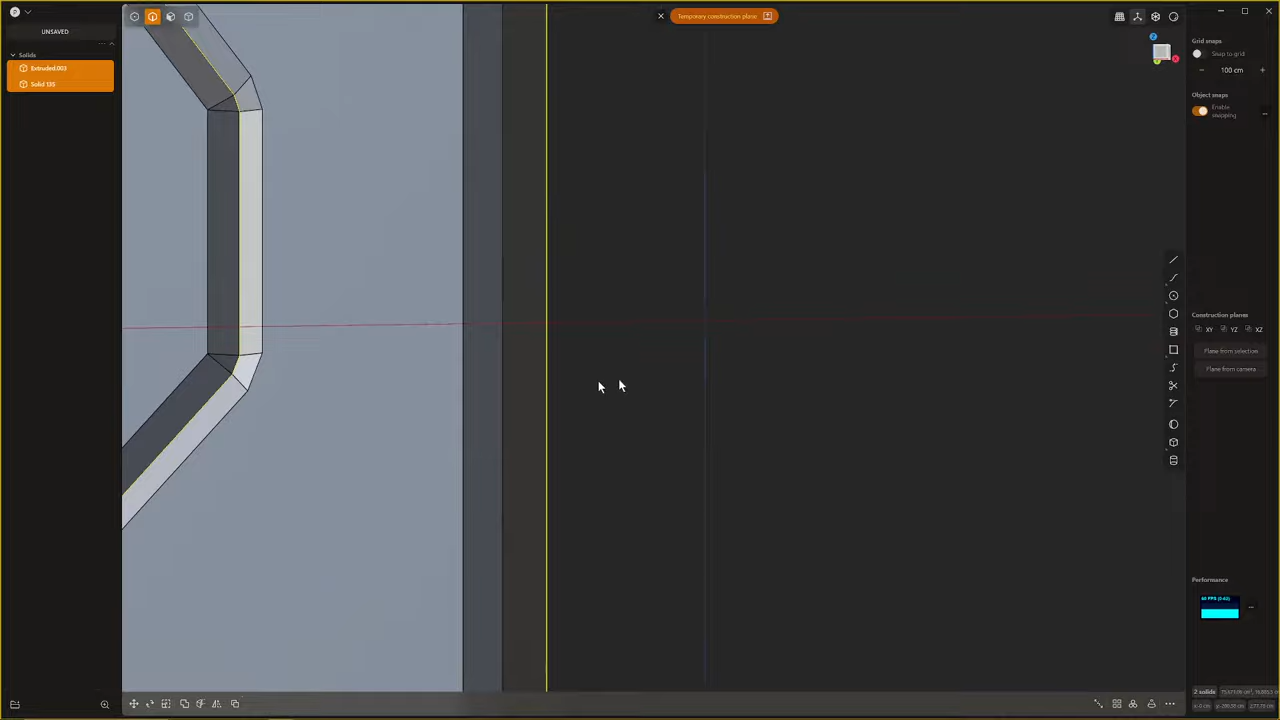 UNSAVED
Solids
Extruded.003
Solid 135
Temporary construction plane
Grid snaps
Snap to grid
100 cm
Object snaps
Enable
snapping
Construction planes
XY YZ XZ
Plane from selection
Plane from camera
Performance
2 solids